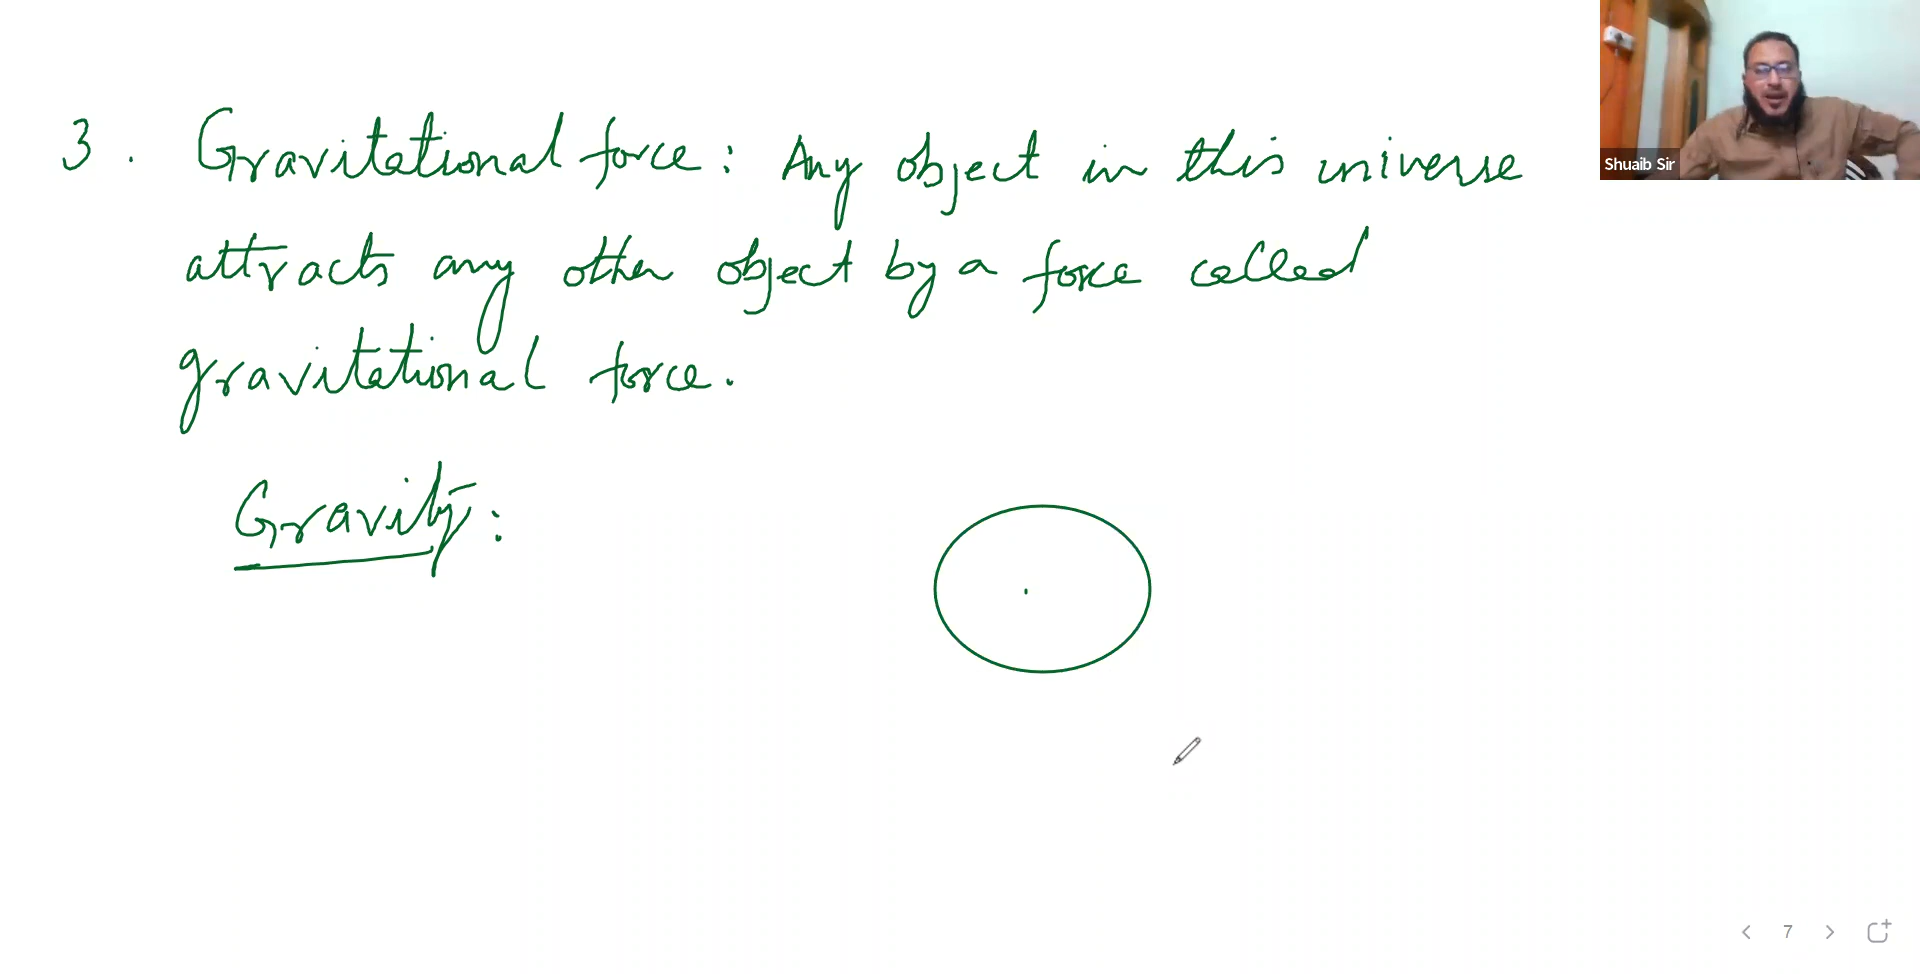 3. Gravitational force: Any object in this universe
attracts any other object by a force called
gravitational force.
Gravity:
Shuaib Sir
7